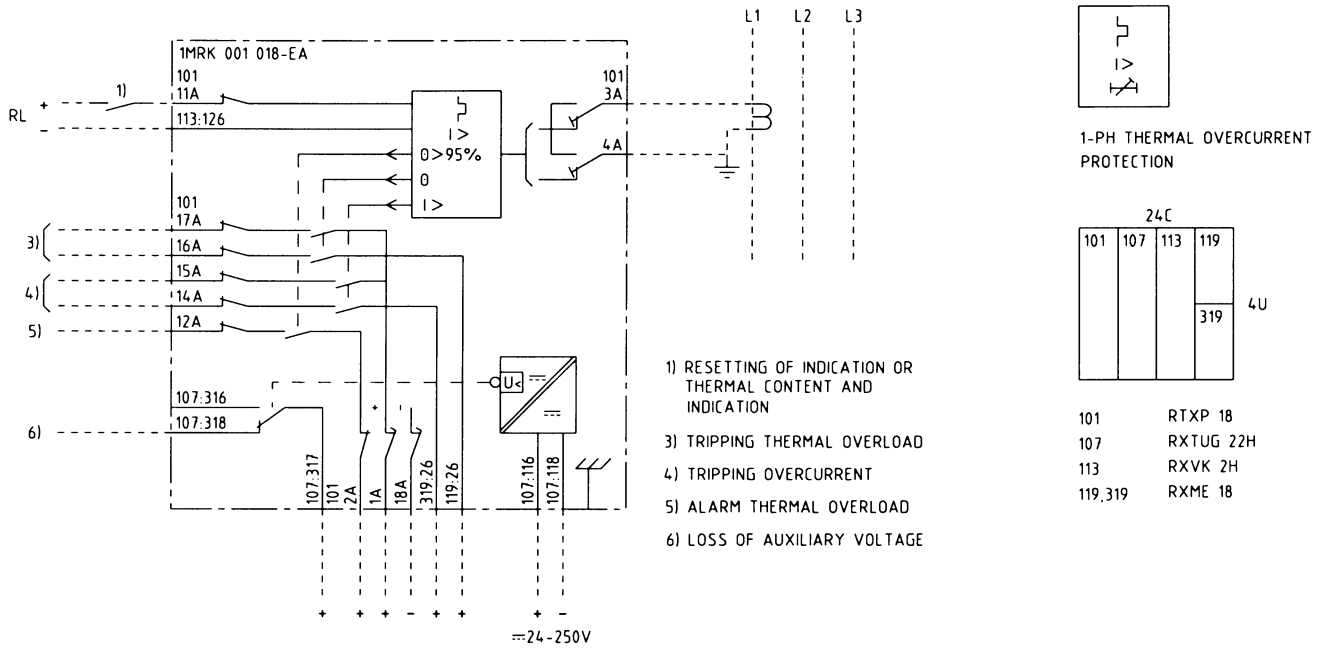 L1 L2 L3
1MRK 001 018-EA
101
11A
1)
RL
+
−
113:126
I>
0>95%
0
I>
101
3A
4A
101
17A
16A
15A
14A
12A
3)
4)
5)
107:316
107:318
6)
+ -
U<
107:317
101
2A
1A
18A
319:26
119:26
107:116
107:118
+ + + − + +
+ −
24-250V
1) RESETTING OF INDICATION OR
THERMAL CONTENT AND
INDICATION
3) TRIPPING THERMAL OVERLOAD
4) TRIPPING OVERCURRENT
5) ALARM THERMAL OVERLOAD
6) LOSS OF AUXILIARY VOLTAGE
I>
1-PH THERMAL OVERCURRENT
PROTECTION
24C
101 107 113 119
319
4U
101 RTXP 18
107 RXTUG 22H
113 RXVK 2H
119,319 RXME 18